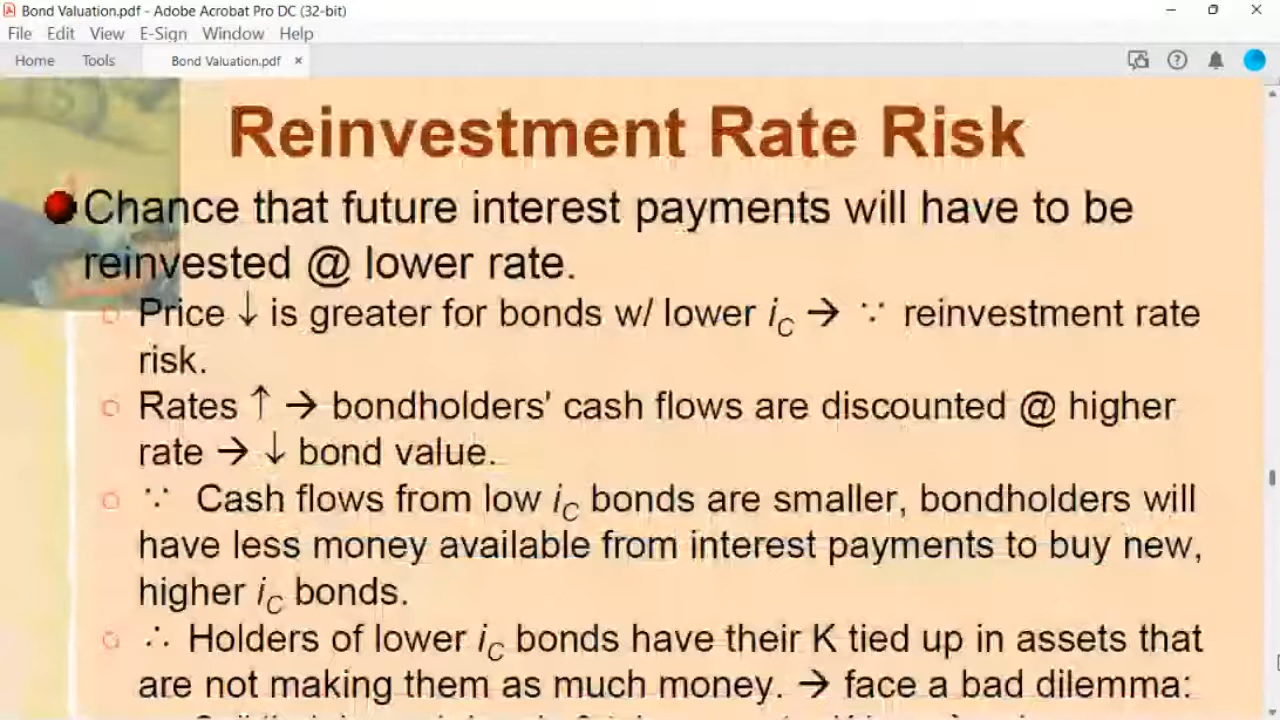 Bond Valuation.pdf - Adobe Acrobat Pro DC (32-bit)
File Edit View E-Sign Window Help
Home Tools Bond Valuation.pdf ×
Reinvestment Rate Risk
Chance that future interest payments will have to be
reinvested @ lower rate.
Price ↓ is greater for bonds w/ lower iC → ∵ reinvestment rate
risk.
Rates ↑ → bondholders' cash flows are discounted @ higher
rate → ↓ bond value.
∵ Cash flows from low iC bonds are smaller, bondholders will
have less money available from interest payments to buy new,
higher iC bonds.
∴ Holders of lower iC bonds have their K tied up in assets that
are not making them as much money. → face a bad dilemma: